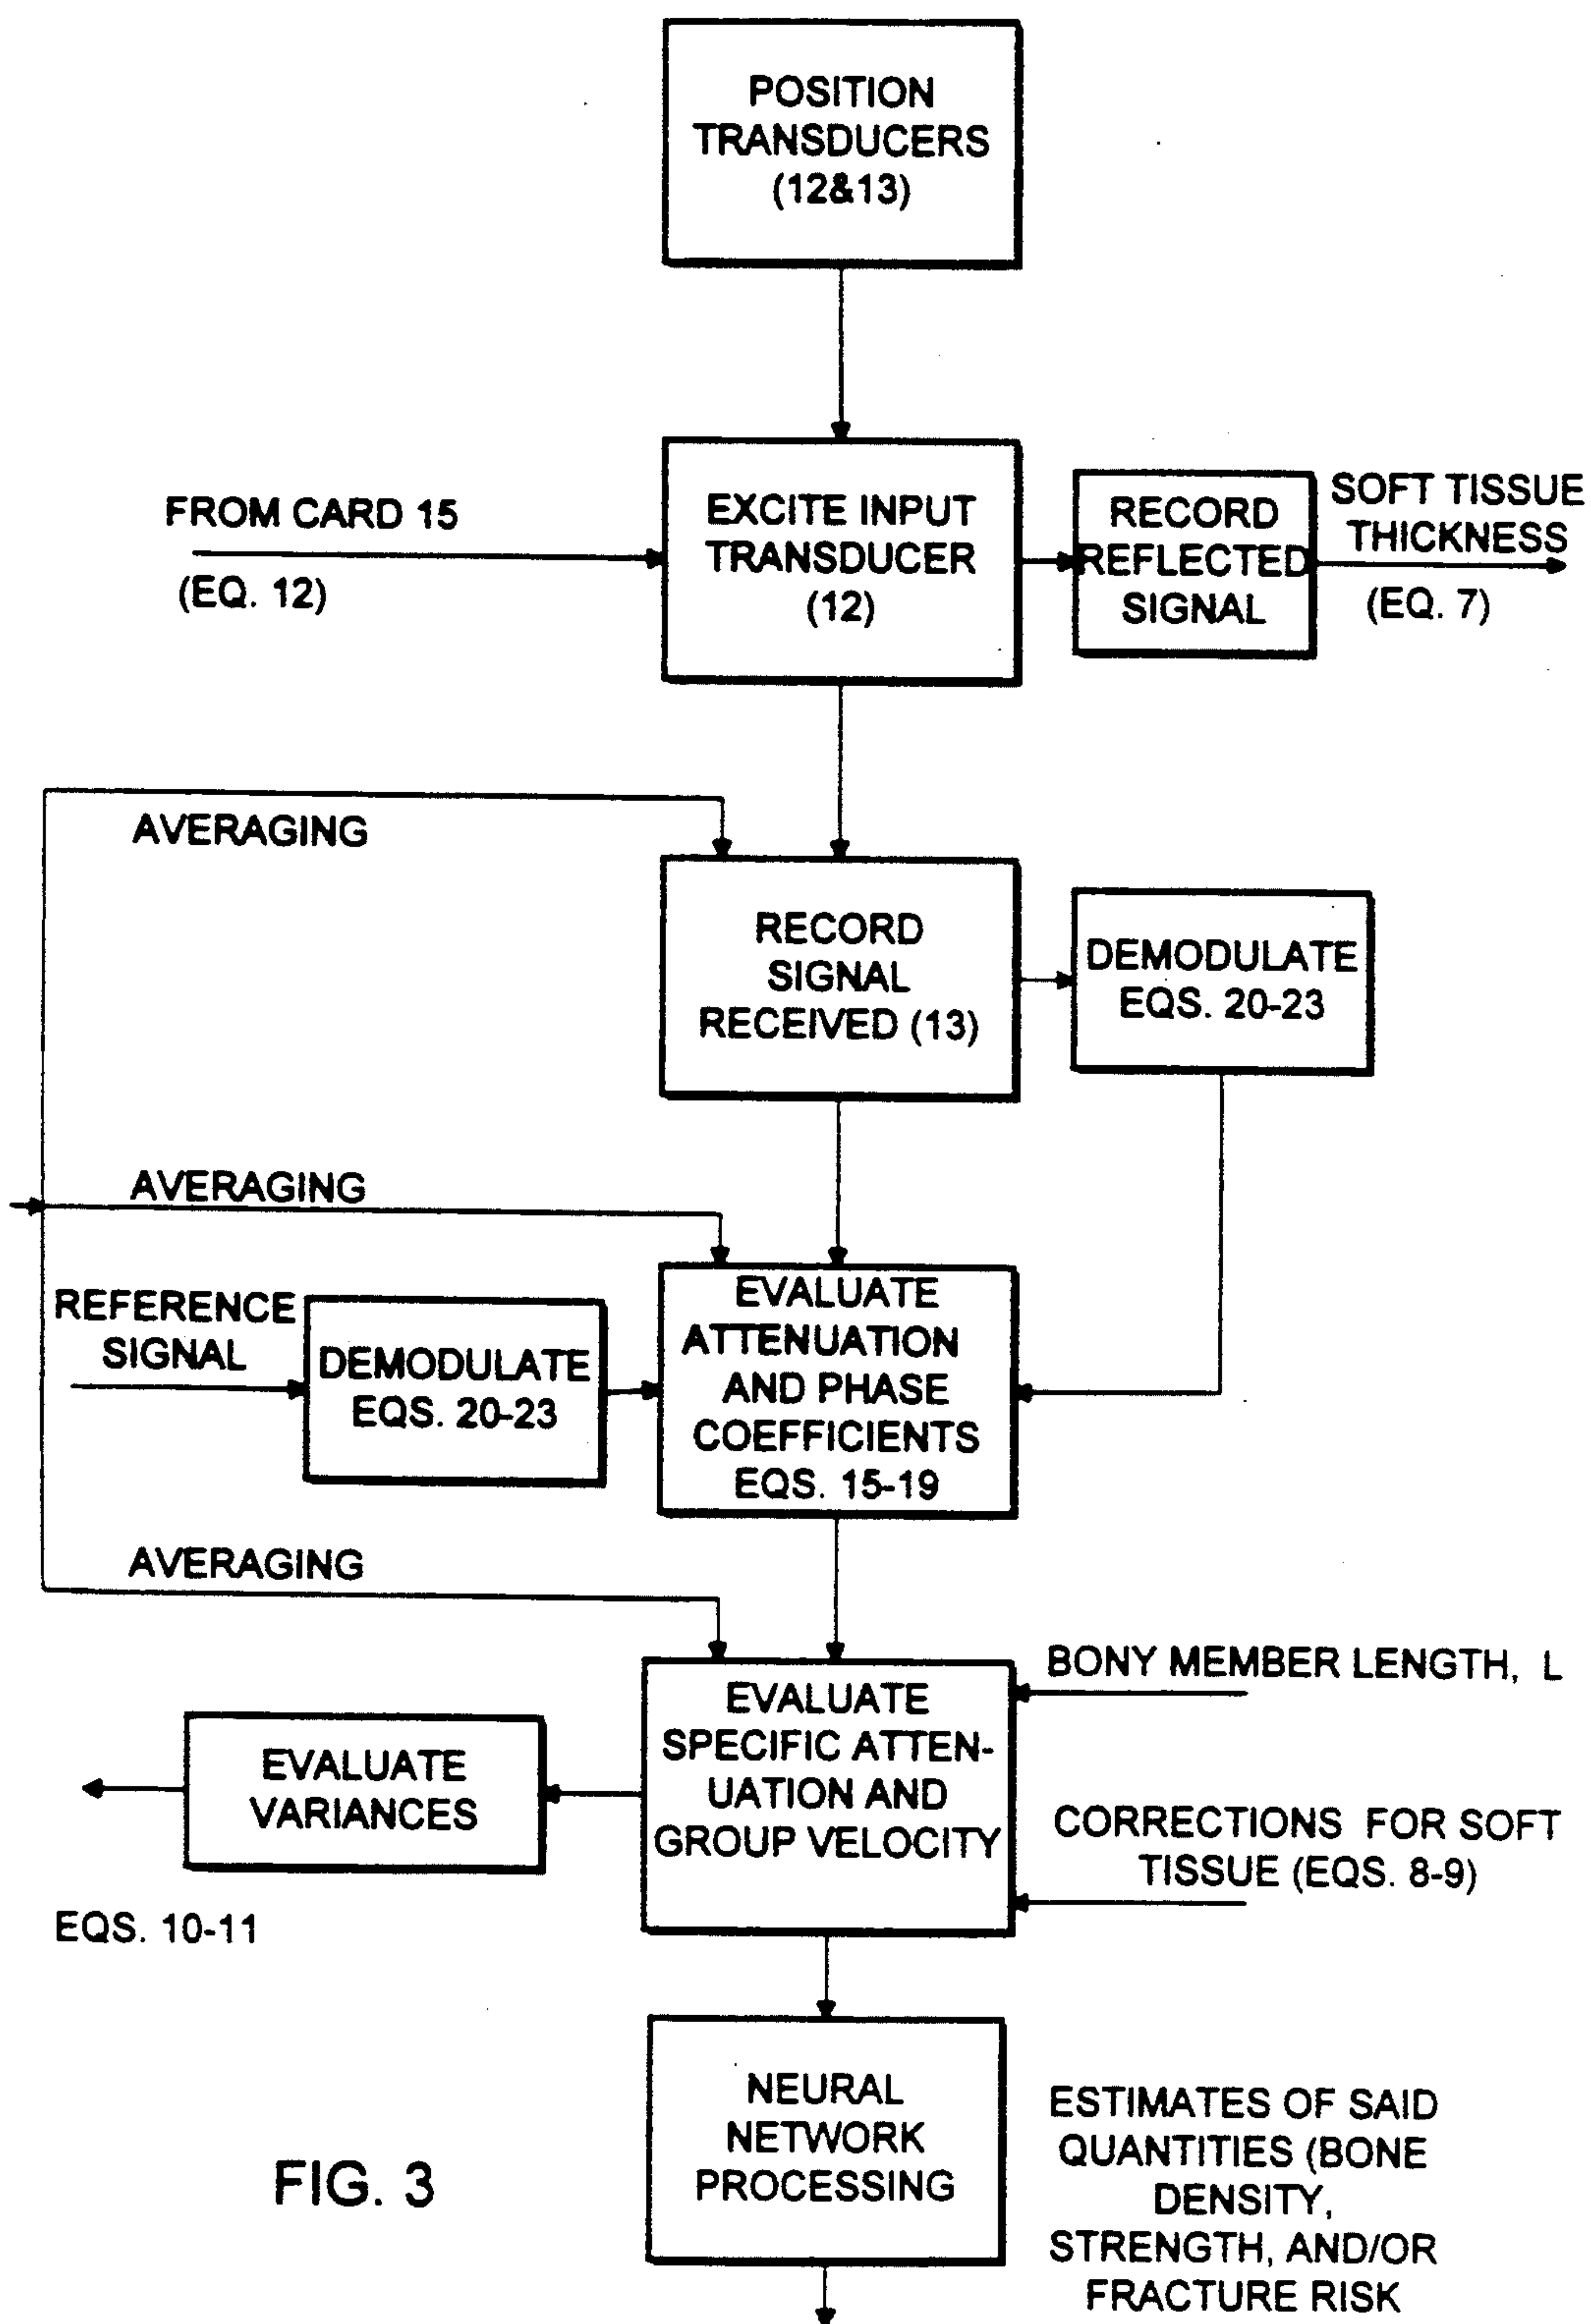 POSITION
TRANSDUCERS
(12&13)
FROM CARD 15
(EQ. 12)
EXCITE INPUT
TRANSDUCER
(12)
RECORD
REFLECTED
SIGNAL
SOFT TISSUE
THICKNESS
(EQ. 7)
AVERAGING
RECORD
SIGNAL
RECEIVED (13)
DEMODULATE
EQS. 20-23
AVERAGING
REFERENCE
SIGNAL
DEMODULATE
EQS. 20-23
EVALUATE
ATTENUATION
AND PHASE
COEFFICIENTS
EQS. 15-19
AVERAGING
EVALUATE
SPECIFIC ATTEN-
UATION AND
GROUP VELOCITY
BONY MEMBER LENGTH, L
CORRECTIONS FOR SOFT
TISSUE (EQS. 8-9)
EVALUATE
VARIANCES
EQS. 10-11
NEURAL
NETWORK
PROCESSING
ESTIMATES OF SAID
QUANTITIES (BONE
DENSITY,
STRENGTH, AND/OR
FRACTURE RISK
FIG. 3